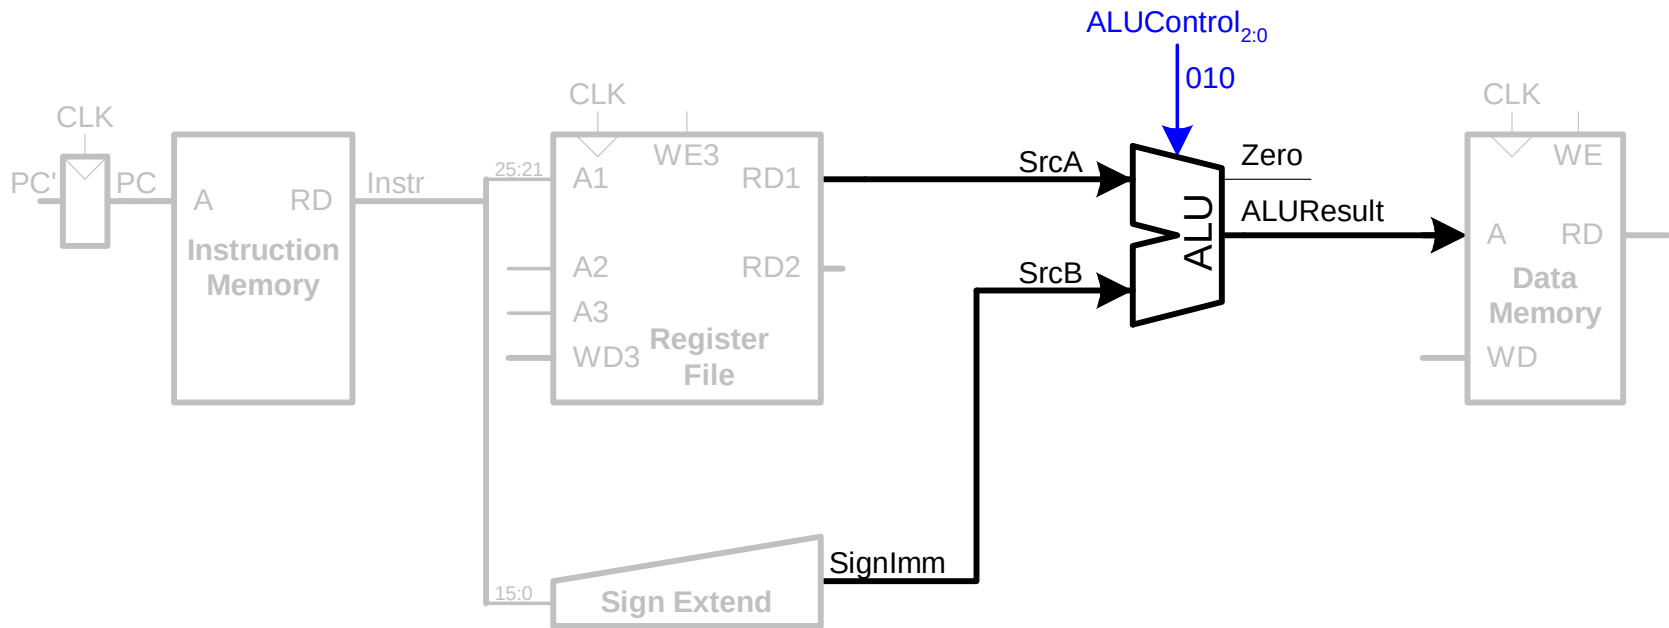 ALUControl2:0
010
CLK
CLK
CLK
PC'
PC
A
RD
Instruction
Memory
Instr
25:21
A1
WE3
RD1
A2
RD2
A3
WD3
Register
File
SrcA
SrcB
ALU
Zero
ALUResult
WE
A
RD
Data
Memory
WD
SignImm
15:0
Sign Extend